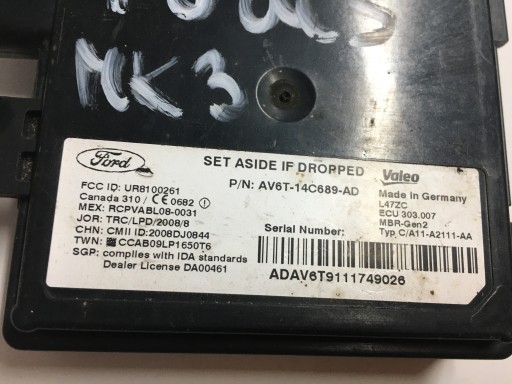 MK3
Ford
SET ASIDE IF DROPPED
Valeo
FCC ID: UR8100261
P/N: AV6T-14C689-AD
Made in Germany
Canada 310 / CE0682
L47ZC
MEX: RCPVABL08-0031
ECU 303.007
JOR: TRC/LPD/2008/8
MBR-Gen2
CHN: CMII ID:2008DJ0844
Serial Number:
Typ C/A11-A2111-AA
TWN: CCAB09LP1650T6
SGP: complies with IDA standards
Dealer License DA00461
ADAV6T9111749026